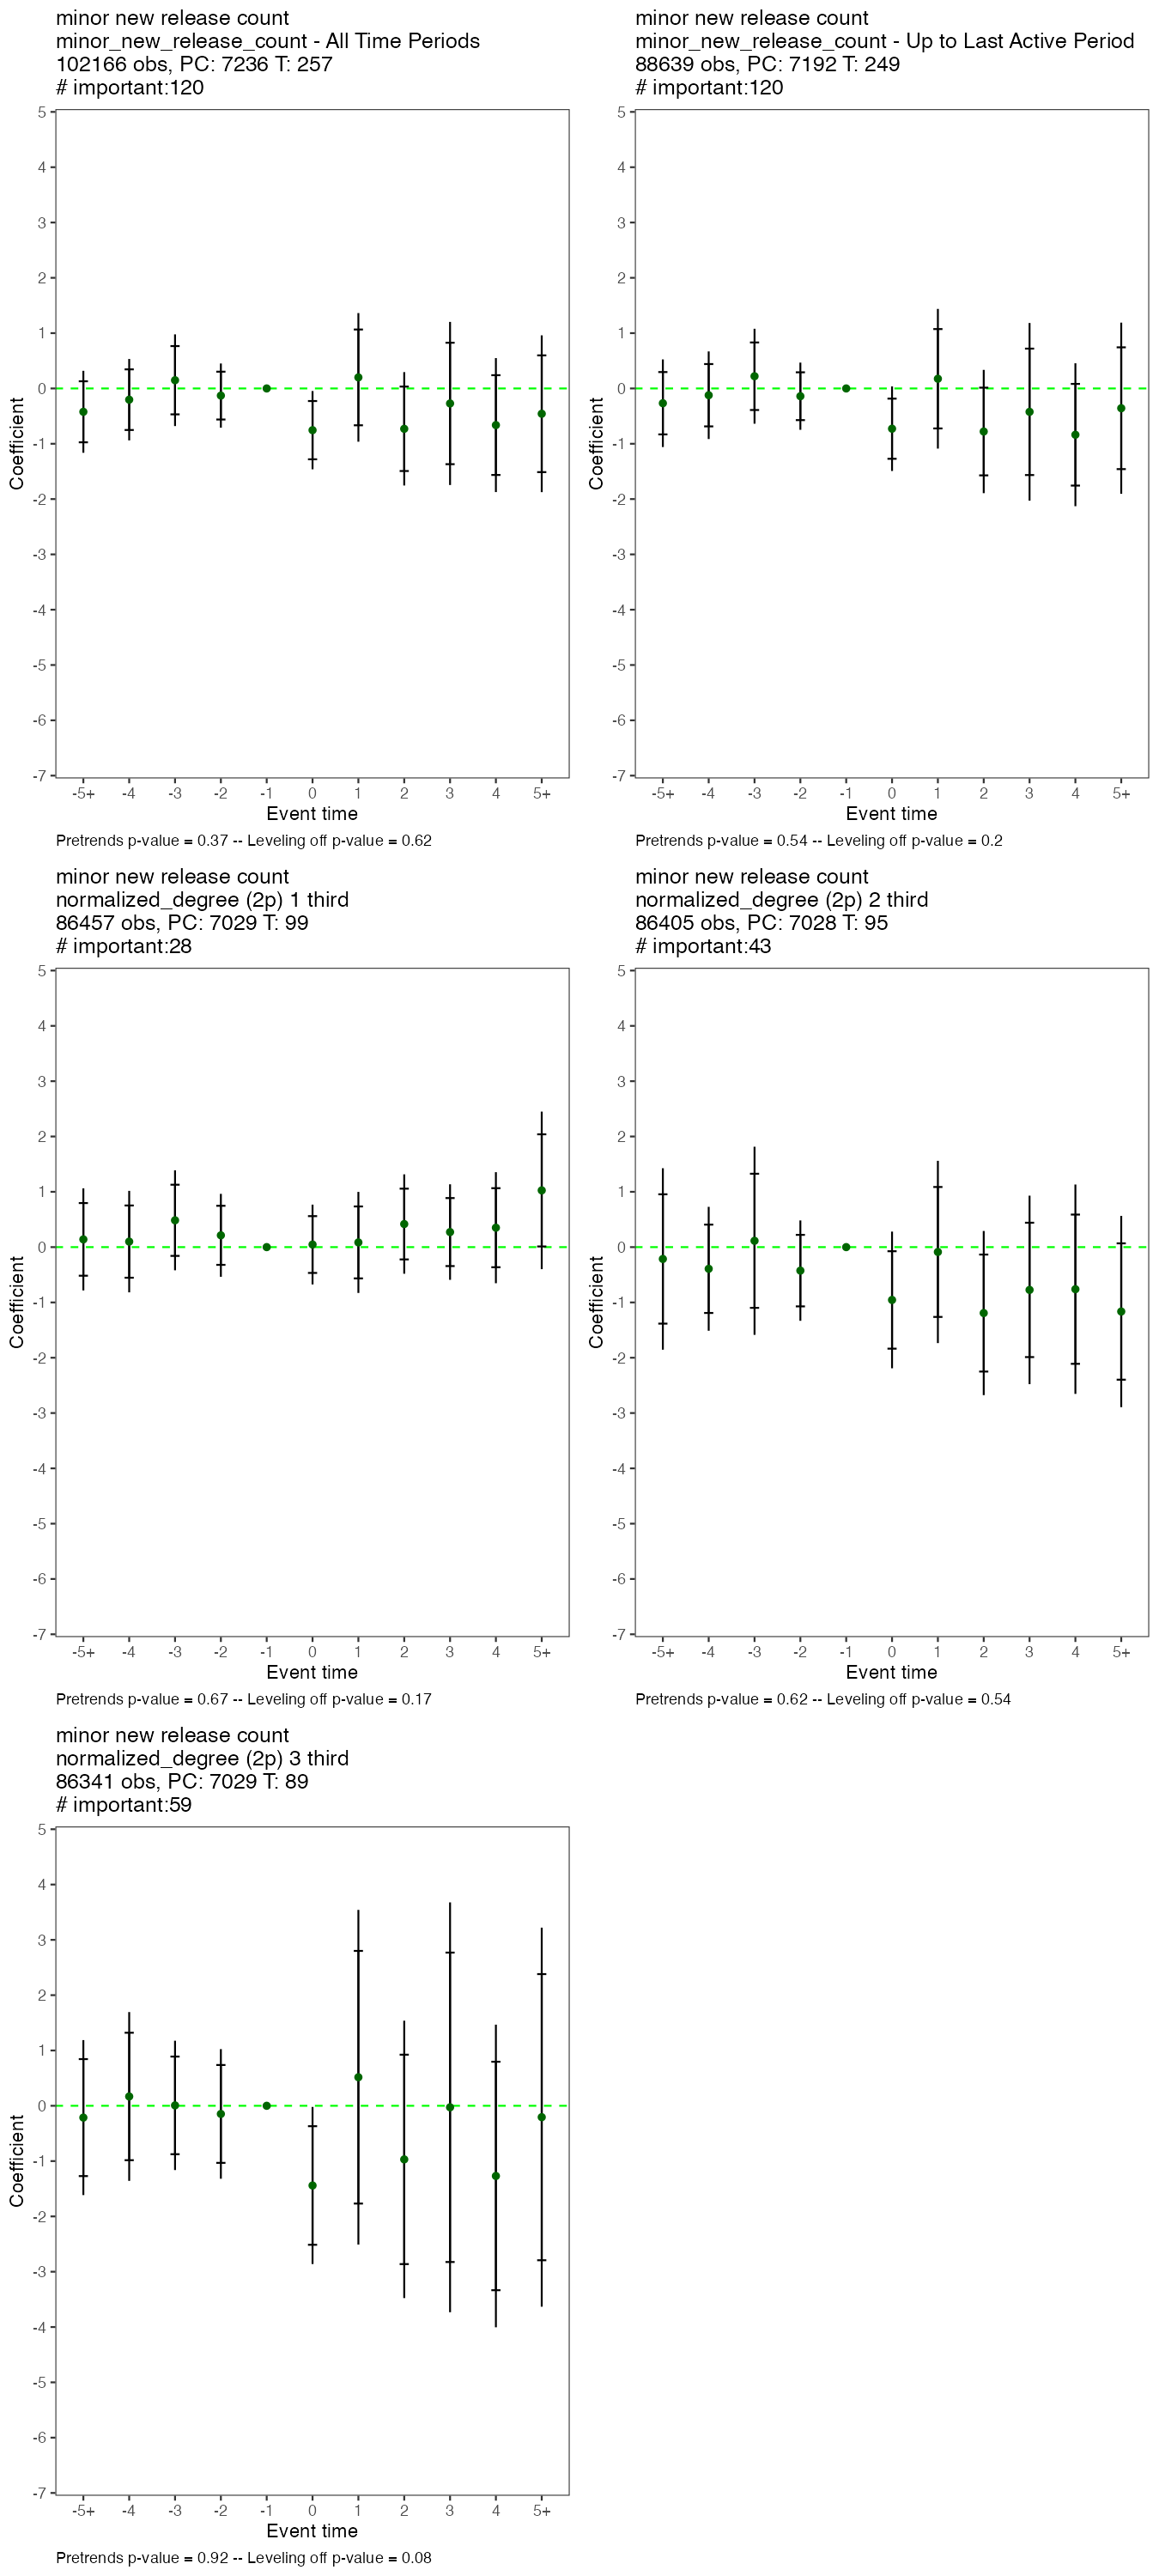 minor new release count
minor_new_release_count - All Time Periods
102166 obs, PC: 7236 T: 257
# important:120
5
4
3
2
1
0
-1
-2
-3
-4
-5
-6
-7
Coefficient
-5+ -4 -3 -2 -1 0 1 2 3 4 5+
Event time
Pretrends p-value = 0.37 -- Leveling off p-value = 0.62
minor new release count
minor_new_release_count - Up to Last Active Period
88639 obs, PC: 7192 T: 249
# important:120
5
4
3
2
1
0
-1
-2
-3
-4
-5
-6
-7
Coefficient
-5+ -4 -3 -2 -1 0 1 2 3 4 5+
Event time
Pretrends p-value = 0.54 -- Leveling off p-value = 0.2
minor new release count
normalized_degree (2p) 1 third
86457 obs, PC: 7029 T: 99
# important:28
5
4
3
2
1
0
-1
-2
-3
-4
-5
-6
-7
Coefficient
-5+ -4 -3 -2 -1 0 1 2 3 4 5+
Event time
Pretrends p-value = 0.67 -- Leveling off p-value = 0.17
minor new release count
normalized_degree (2p) 2 third
86405 obs, PC: 7028 T: 95
# important:43
5
4
3
2
1
0
-1
-2
-3
-4
-5
-6
-7
Coefficient
-5+ -4 -3 -2 -1 0 1 2 3 4 5+
Event time
Pretrends p-value = 0.62 -- Leveling off p-value = 0.54
minor new release count
normalized_degree (2p) 3 third
86341 obs, PC: 7029 T: 89
# important:59
5
4
3
2
1
0
-1
-2
-3
-4
-5
-6
-7
Coefficient
-5+ -4 -3 -2 -1 0 1 2 3 4 5+
Event time
Pretrends p-value = 0.92 -- Leveling off p-value = 0.08